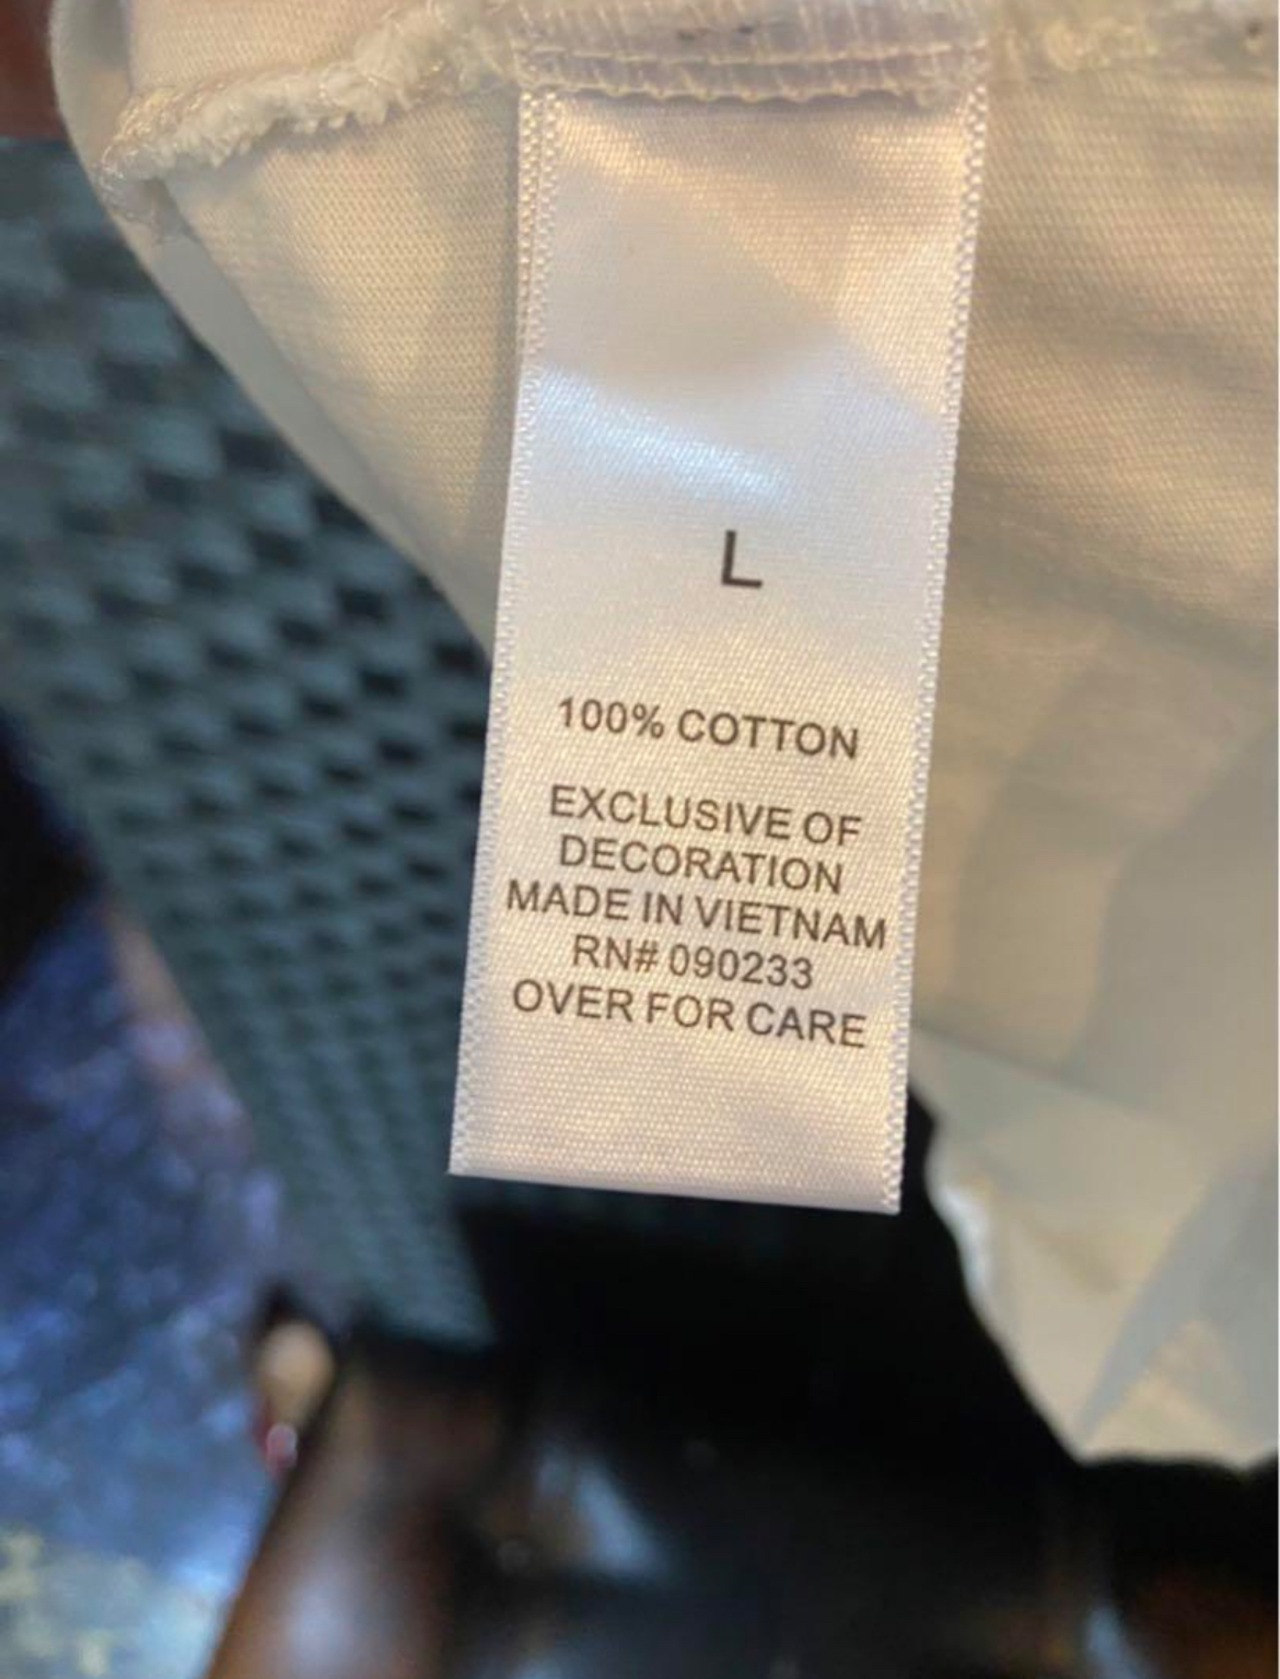 L
100% COTTON
EXCLUSIVE OF
DECORATION
MADE IN VIETNAM
RN# 090233
OVER FOR CARE